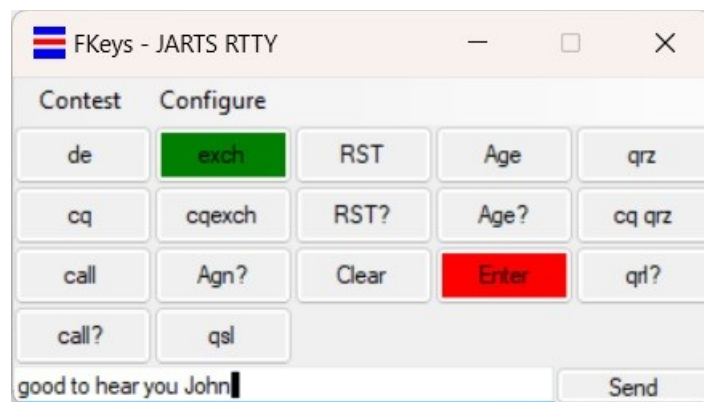 FKeys - JARTS RTTY
Contest Configure
de exch RST Age qrz
cq cqexch RST? Age? cq qrz
call Agn? Clear Enter qrl?
call? qsl
good to hear you John Send